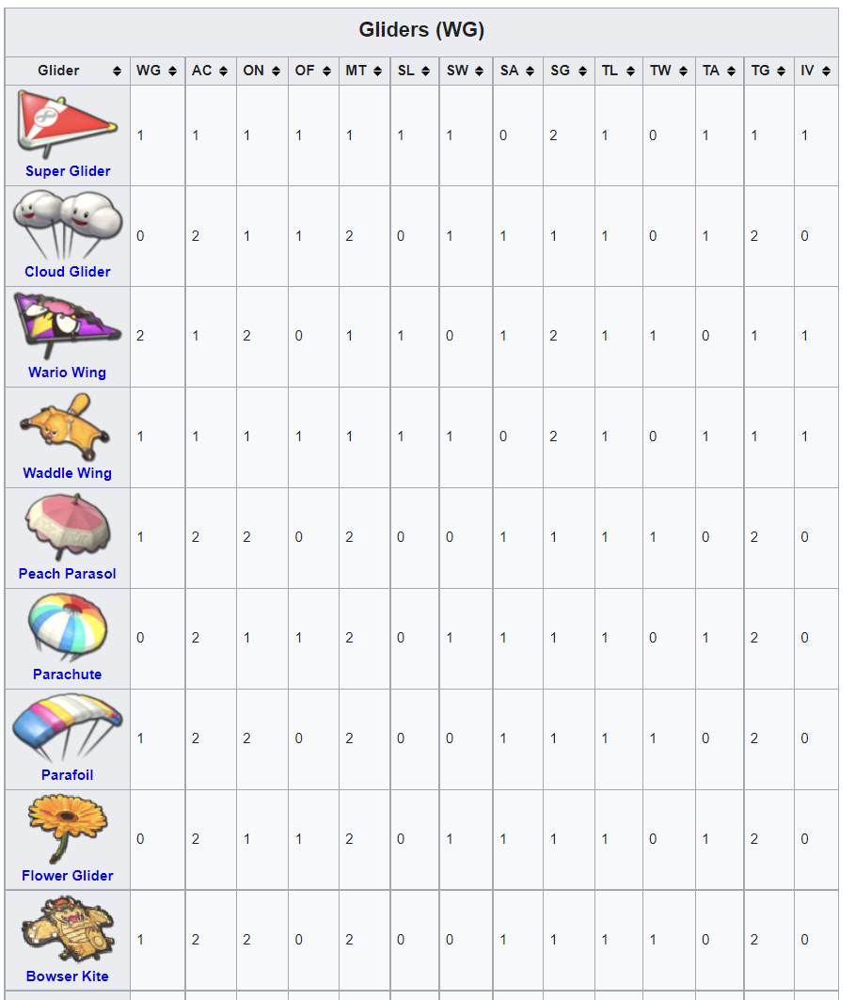 Gliders (WG)
Glider WG AC ON OF MT SL SW SA SG TL TW TA TG IV
1 1 1 1 1 1 1 0 2 1 0 1 1 1
Super Glider
0 2 1 1 2 0 1 1 1 1 0 1 2 0
Cloud Glider
2 1 2 0 1 1 0 1 2 1 1 0 1 1
Wario Wing
1 1 1 1 1 1 1 0 2 1 0 1 1 1
Waddle Wing
1 2 2 0 2 0 0 1 1 1 1 0 2 0
Peach Parasol
0 2 1 1 2 0 1 1 1 1 0 1 2 0
Parachute
1 2 2 0 2 0 0 1 1 1 1 0 2 0
Parafoil
0 2 1 1 2 0 1 1 1 1 0 1 2 0
Flower Glider
1 2 2 0 2 0 0 1 1 1 1 0 2 0
Bowser Kite